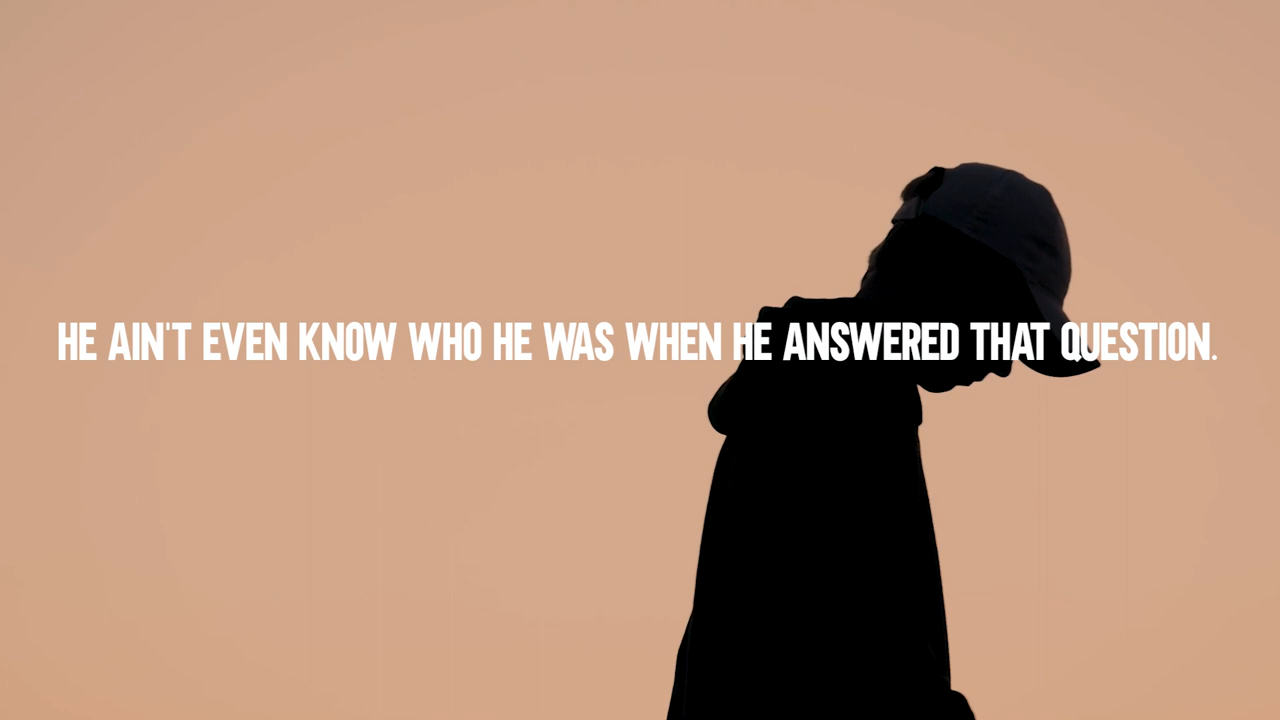 HE AIN'T EVEN KNOW WHO HE WAS WHEN HE ANSWERED THAT QUESTION.